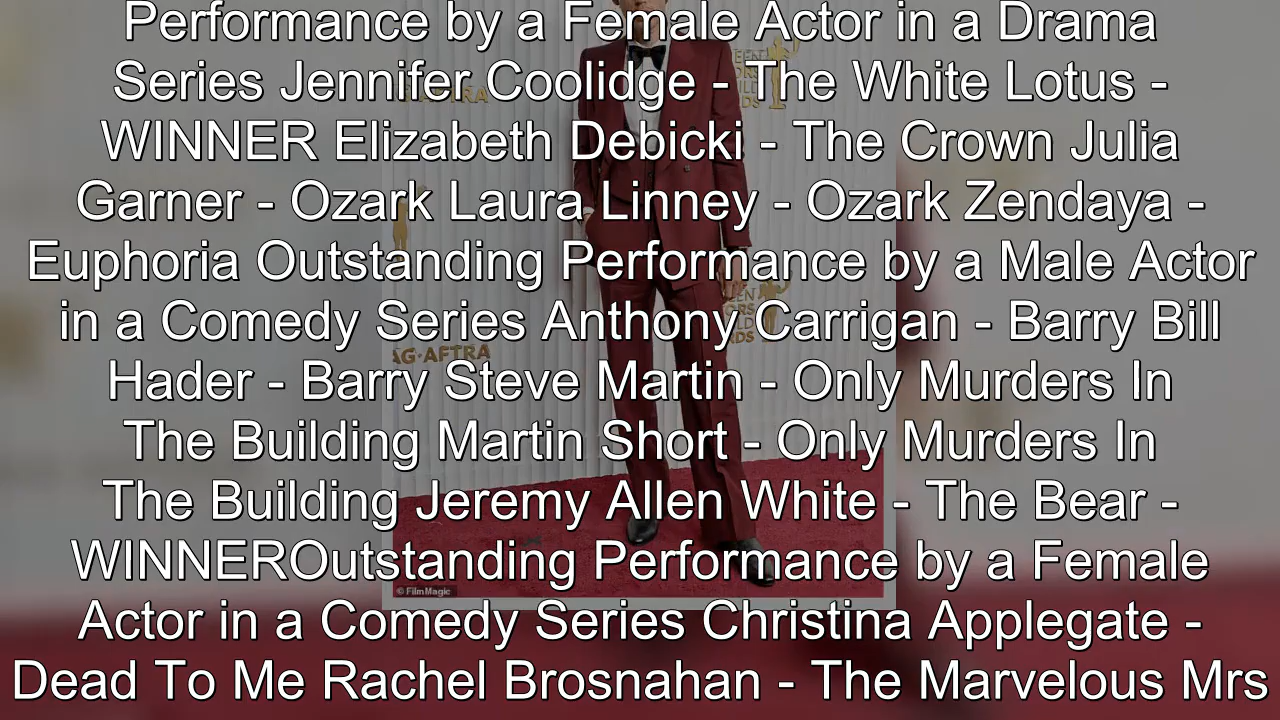 Performance by a Female Actor in a Drama
Series Jennifer Coolidge - The White Lotus -
WINNER Elizabeth Debicki - The Crown Julia
Garner - Ozark Laura Linney - Ozark Zendaya -
Euphoria Outstanding Performance by a Male Actor
in a Comedy Series Anthony Carrigan - Barry Bill
Hader - Barry Steve Martin - Only Murders In
The Building Martin Short - Only Murders In
The Building Jeremy Allen White - The Bear -
WINNEROutstanding Performance by a Female
Actor in a Comedy Series Christina Applegate -
Dead To Me Rachel Brosnahan - The Marvelous Mrs
AG·AFTRA
© FilmMagic